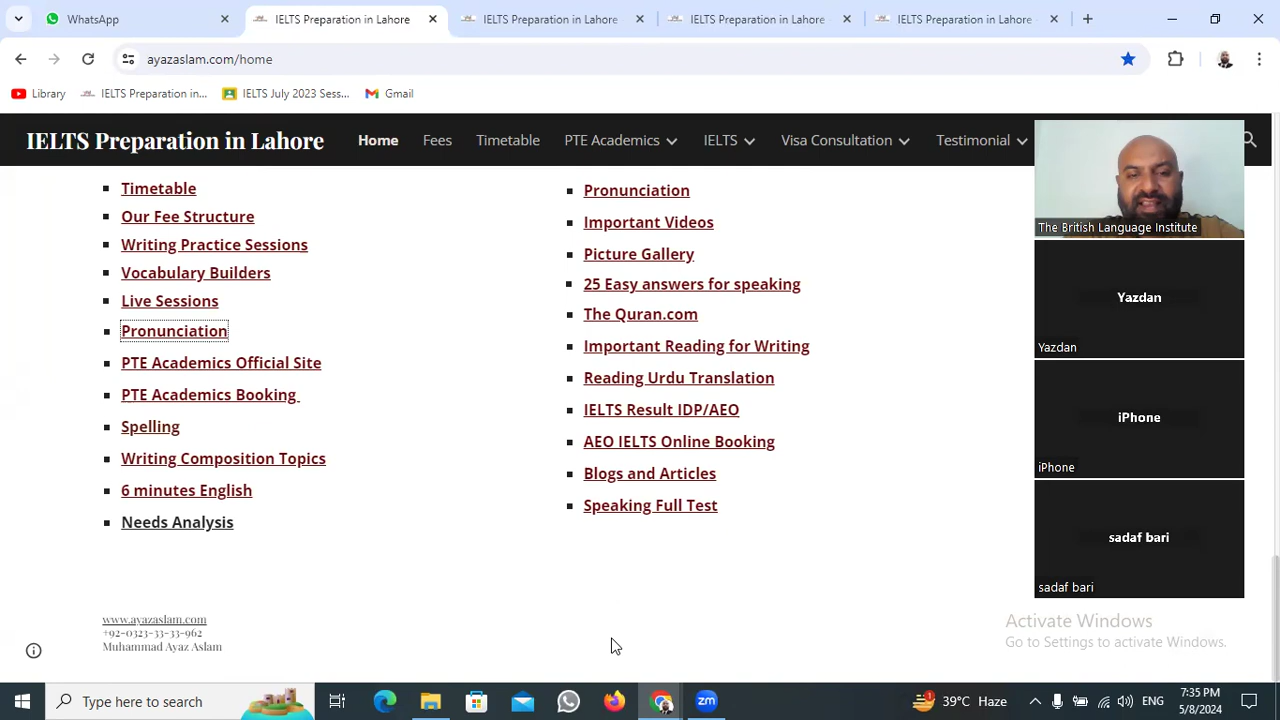 WhatsApp
IELTS Preparation in Lahore
IELTS Preparation in Lahore
IELTS Preparation in Lahore
IELTS Preparation in Lahore
ayazaslam.com/home
Library
IELTS Preparation in...
IELTS July 2023 Sess...
Gmail
IELTS Preparation in Lahore
Home
Fees
Timetable
PTE Academics
IELTS
Visa Consultation
Testimonial
Timetable
Our Fee Structure
Writing Practice Sessions
Vocabulary Builders
Live Sessions
Pronunciation
PTE Academics Official Site
PTE Academics Booking
Spelling
Writing Composition Topics
6 minutes English
Needs Analysis
Pronunciation
Important Videos
Picture Gallery
25 Easy answers for speaking
The Quran.com
Important Reading for Writing
Reading Urdu Translation
IELTS Result IDP/AEO
AEO IELTS Online Booking
Blogs and Articles
Speaking Full Test
The British Language Institute
Yazdan
Yazdan
iPhone
iPhone
sadaf bari
sadaf bari
www.ayazaslam.com
+92-0323-33-33-962
Muhammad Ayaz Aslam
Activate Windows
Go to Settings to activate Windows.
Type here to search
1
39°C Haze
ENG
7:35 PM
5/8/2024